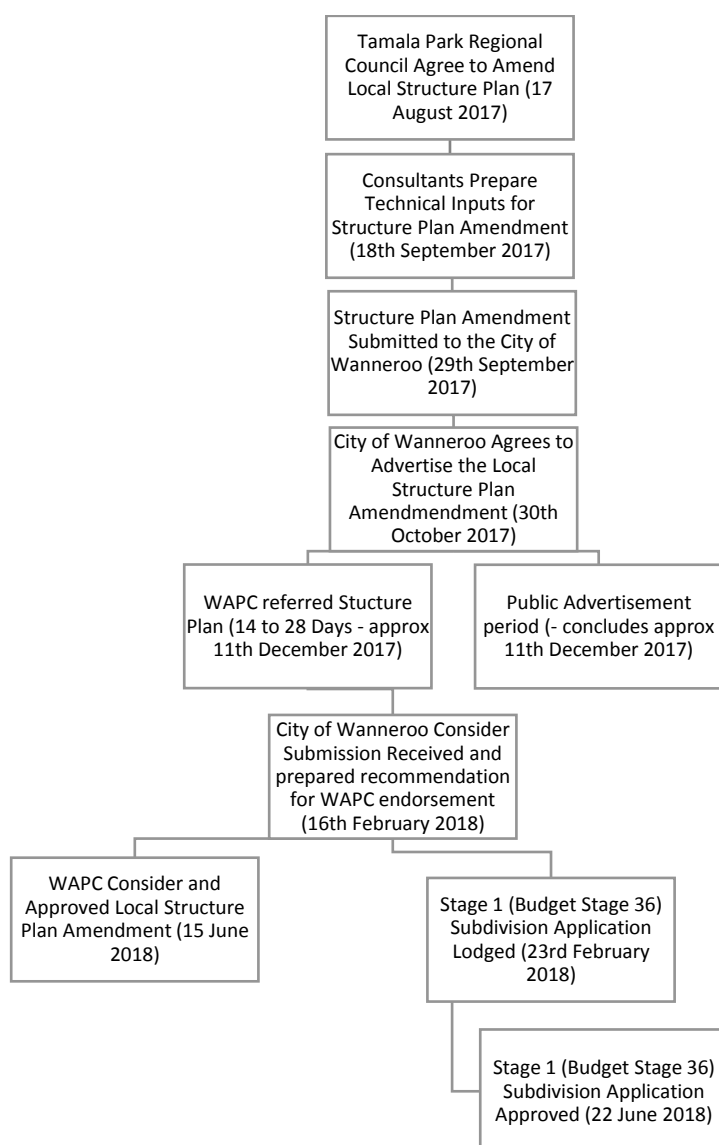 Tamala Park Regional
Council Agree to Amend
Local Structure Plan (17
August 2017)
Consultants Prepare
Technical Inputs for
Structure Plan Amendment
(18th September 2017)
Structure Plan Amendment
Submitted to the City of
Wanneroo (29th September
2017)
City of Wanneroo Agrees to
Advertise the Local
Structure Plan
Amendmendment (30th
October 2017)
WAPC referred Stucture
Plan (14 to 28 Days - approx
11th December 2017)
Public Advertisement
period (- concludes approx
11th December 2017)
City of Wanneroo Consider
Submission Received and
prepared recommendation
for WAPC endorsement
(16th February 2018)
WAPC Consider and
Approved Local Structure
Plan Amendment (15 June
2018)
Stage 1 (Budget Stage 36)
Subdivision Application
Lodged (23rd February
2018)
Stage 1 (Budget Stage 36)
Subdivision Application
Approved (22 June 2018)